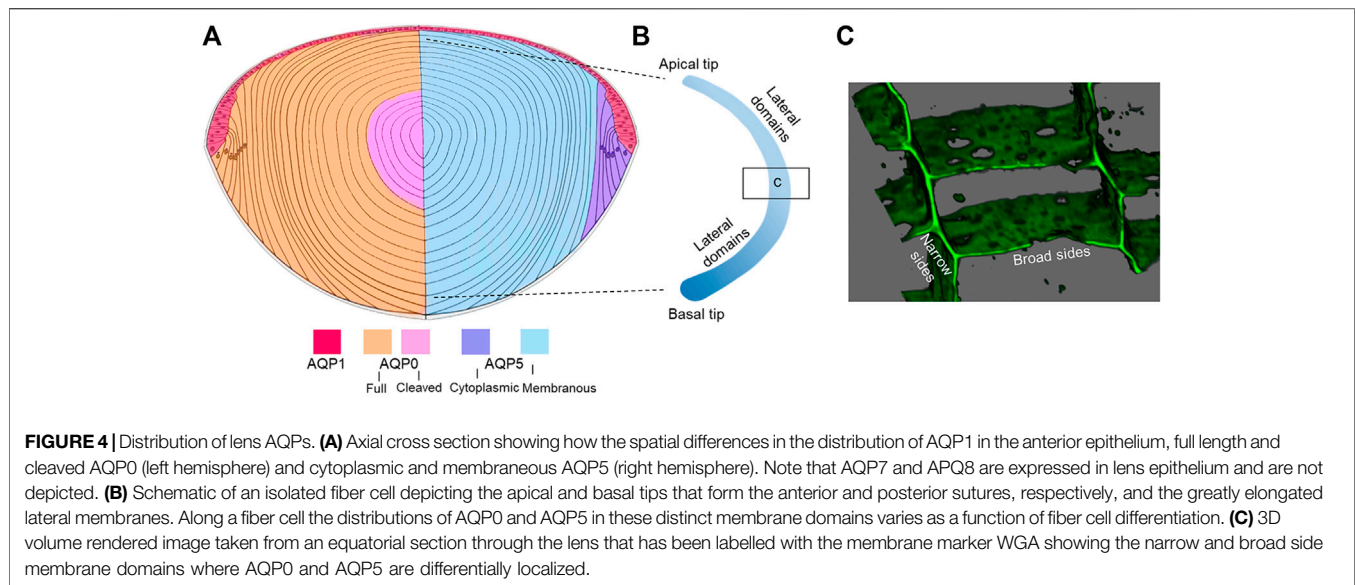 A
B
C
Apical tip
Lateral
domains
C
Lateral
domains
Basal tip
Narrow
sides
Broad sides
AQP1
AQP0
AQP5
Full
Cleaved
Cytoplasmic
Membranous
FIGURE 4 | Distribution of lens AQPs. (A) Axial cross section showing how the spatial differences in the distribution of AQP1 in the anterior epithelium, full length and
cleaved AQP0 (left hemisphere) and cytoplasmic and membraneous AQP5 (right hemisphere). Note that AQP7 and APQ8 are expressed in lens epithelium and are not
depicted. (B) Schematic of an isolated fiber cell depicting the apical and basal tips that form the anterior and posterior sutures, respectively, and the greatly elongated
lateral membranes. Along a fiber cell the distributions of AQP0 and AQP5 in these distinct membrane domains varies as a function of fiber cell differentiation. (C) 3D
volume rendered image taken from an equatorial section through the lens that has been labelled with the membrane marker WGA showing the narrow and broad side
membrane domains where AQP0 and AQP5 are differentially localized.